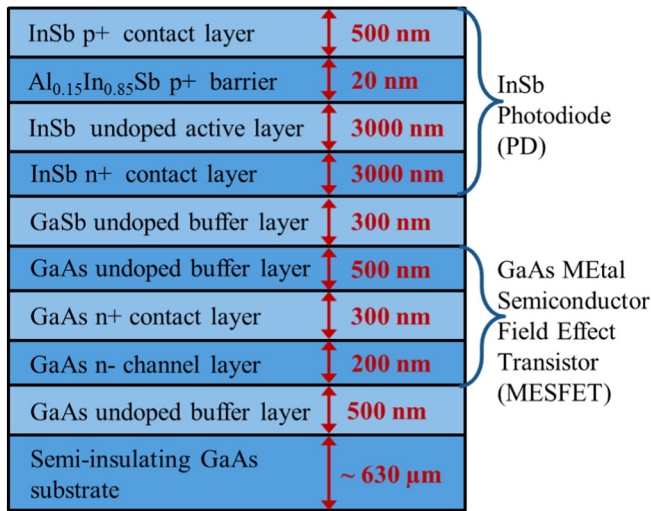 InSb p+ contact layer 500 nm
Al0.15In0.85Sb p+ barrier 20 nm
InSb undoped active layer 3000 nm
InSb n+ contact layer 3000 nm
GaSb undoped buffer layer 300 nm
GaAs undoped buffer layer 500 nm
GaAs n+ contact layer 300 nm
GaAs n- channel layer 200 nm
GaAs undoped buffer layer 500 nm
Semi-insulating GaAs
substrate
~ 630 μm
InSb
Photodiode
(PD)
GaAs MEtal
Semiconductor
Field Effect
Transistor
(MESFET)